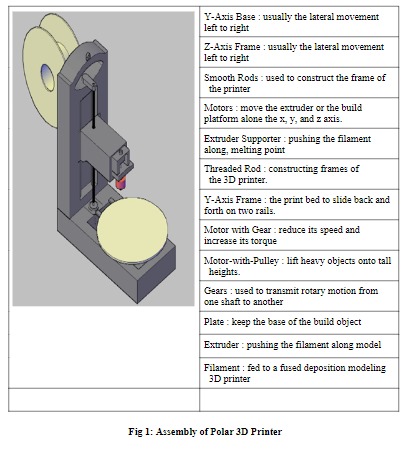 Y-Axis Base : usually the lateral movement
left to right
Z-Axis Frame : usually the lateral movement
left to right
Smooth Rods : used to construct the frame of
the printer
Motors : move the extruder or the build
platform alone the x, y, and z axis.
Extruder Supporter : pushing the filament
along, melting point
Threaded Rod : constructing frames of
the 3D printer.
Y-Axis Frame : the print bed to slide back and
forth on two rails.
Motor with Gear : reduce its speed and
increase its torque
Motor-with-Pulley : lift heavy objects onto tall
heights.
Gears : used to transmit rotary motion from
one shaft to another
Plate : keep the base of the build object
Extruder : pushing the filament along model
Filament : fed to a fused deposition modeling
3D printer
Fig 1: Assembly of Polar 3D Printer